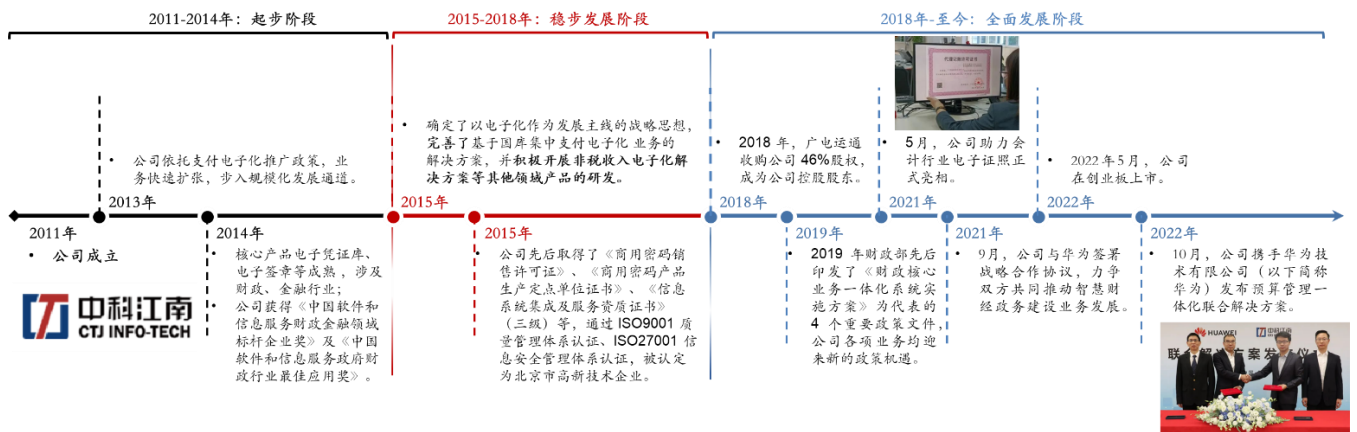 2011-2014年：起步阶段
2015-2018年：稳步发展阶段
2018年-至今：全面发展阶段
• 公司依托支付电子化推广政策，业
务快速扩张，步入规模化发展通道。
• 确定了以电子化作为发展主线的战略思想，
完善了基于国库集中支付电子化 业务的
解决方案，并积极开展非税收入电子化解
决方案等其他领域产品的研发。
• 2018 年，广电运通
收购公司 46%股权，
成为公司控股股东。
• 5月，公司助力会
计行业电子证照正
式亮相。
• 2022年5月，公司
在创业板上市。
2013年
2015年
2018年
2021年
2022年
2011年
• 公司成立
中科江南
CTJ INFO-TECH
2014年
• 核心产品电子凭证库、
电子签章等成熟，涉及
财政、金融行业；
• 公司获得《中国软件和
信息服务财政金融领域
标杆企业奖》及《中国
软件和信息服务政府财
政行业最佳应用奖》。
2015年
• 公司先后取得了《商用密码销
售许可证》、《商用密码产品
生产定点单位证书》、《信息
系统集成及服务资质证书》
（三级）等，通过 ISO9001 质
量管理体系认证、ISO27001 信
息安全管理体系认证，被认定
为北京市高新技术企业。
2019年
• 2019 年财政部先后
印发了《财政核心
业务一体化系统实
施方案》为代表的
4 个重要政策文件，
公司各项业务均迎
来新的政策机遇。
2021年
• 9月，公司与华为签署
战略合作协议，力争
双方共同推动智慧财
经政务建设业务发展。
2022年
• 10月，公司携手华为技
术有限公司（以下简称
华为）发布预算管理一
体化联合解决方案。
HUAWEI
中科江南